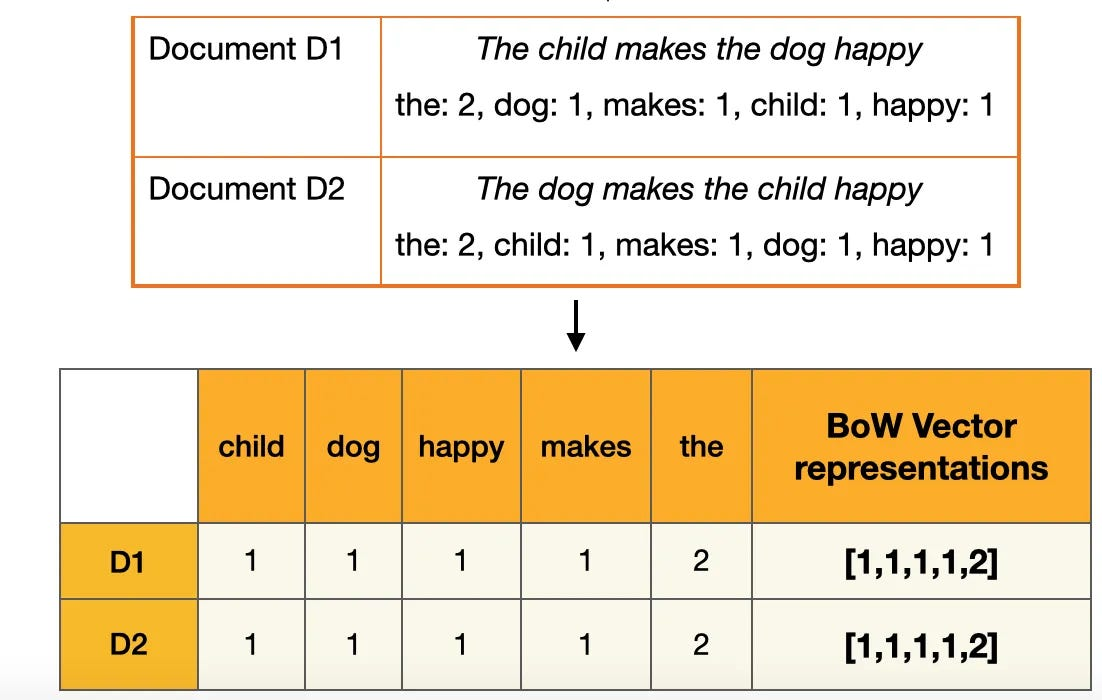 Document D1
The child makes the dog happy
the: 2, dog: 1, makes: 1, child: 1, happy: 1
Document D2
The dog makes the child happy
the: 2, child: 1, makes: 1, dog: 1, happy: 1
child dog happy makes the BoW Vector
representations
D1 1 1 1 1 2 [1,1,1,1,2]
D2 1 1 1 1 2 [1,1,1,1,2]